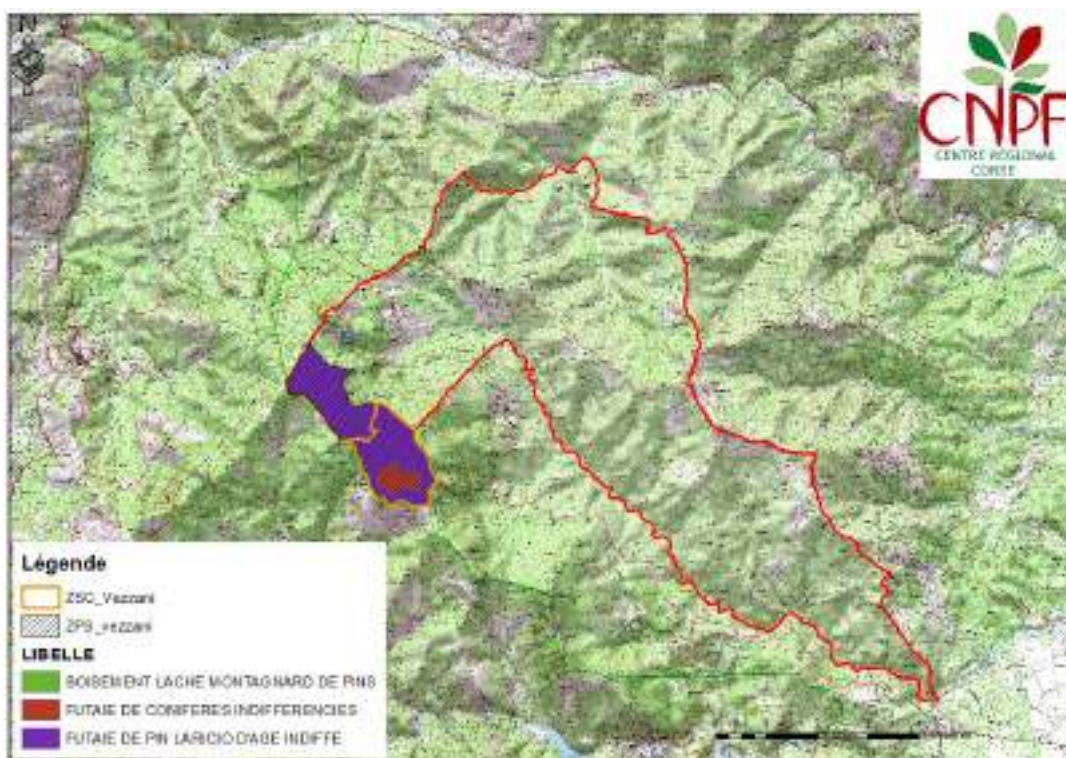 N
CNPF
CENTRE REGIONAL
CORSE
Légende
ZSC_Vezzani
ZPS_vezzani
LIBELLE
BOISEMENT LACHE MONTAGNARD DE PINS
FUTAIE DE CONIFERES INDIFFERENCIES
FUTAIE DE PIN LARICIO D'AGE INDIFFE